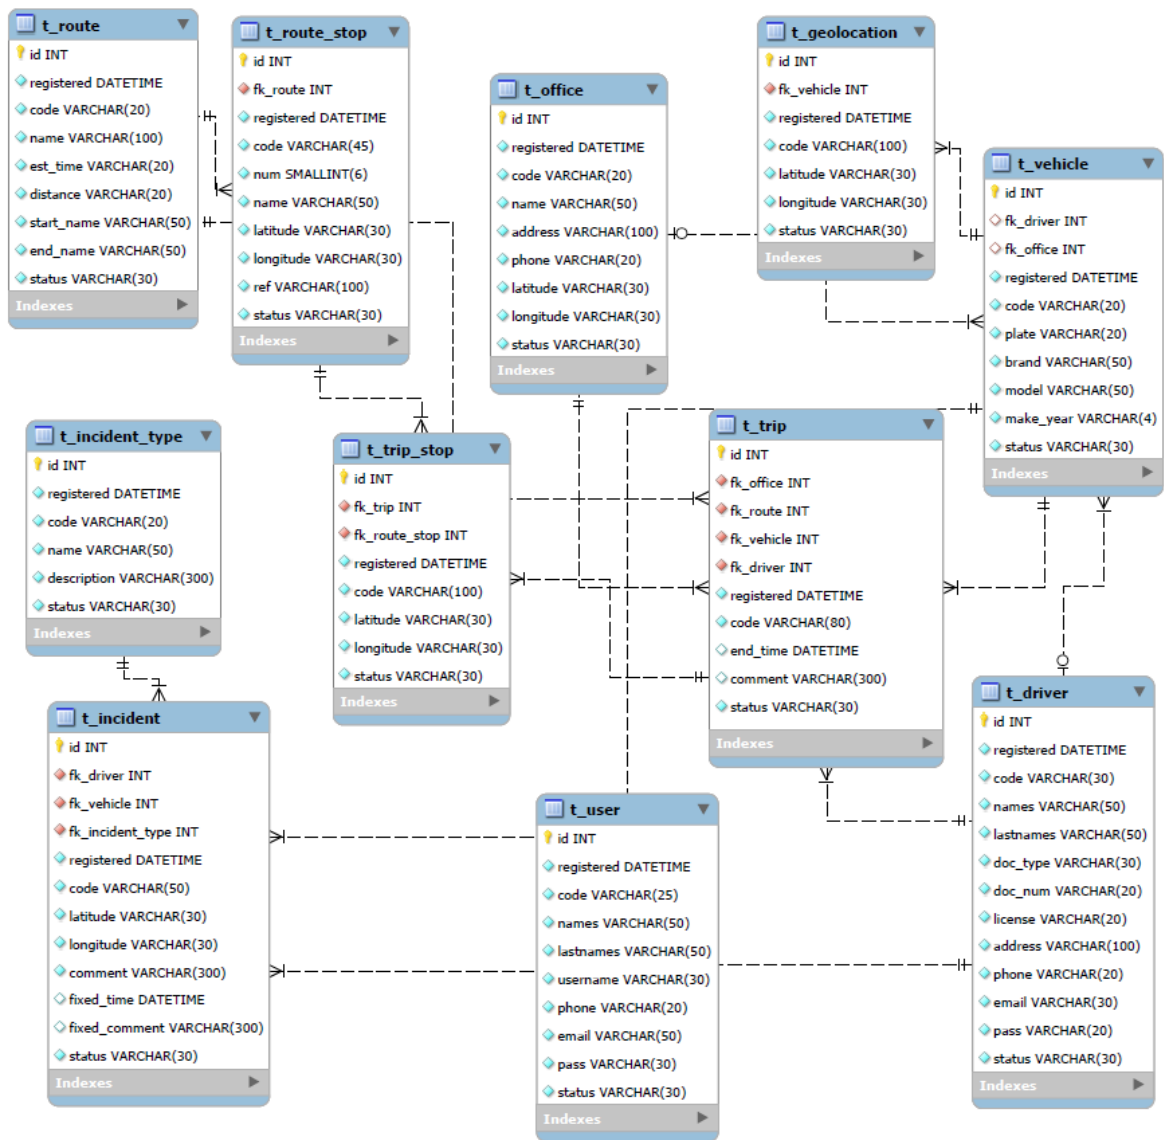 t_route
id INT
registered DATETIME
code VARCHAR(20)
name VARCHAR(100)
est_time VARCHAR(20)
distance VARCHAR(20)
start_name VARCHAR(50)
end_name VARCHAR(50)
status VARCHAR(30)
Indexes
t_route_stop
id INT
fk_route INT
registered DATETIME
code VARCHAR(45)
num SMALLINT(6)
name VARCHAR(50)
latitude VARCHAR(30)
longitude VARCHAR(30)
ref VARCHAR(100)
status VARCHAR(30)
Indexes
t_office
id INT
registered DATETIME
code VARCHAR(20)
name VARCHAR(50)
address VARCHAR(100)
phone VARCHAR(20)
latitude VARCHAR(30)
longitude VARCHAR(30)
status VARCHAR(30)
Indexes
t_geolocation
id INT
fk_vehicle INT
registered DATETIME
code VARCHAR(100)
latitude VARCHAR(30)
longitude VARCHAR(30)
status VARCHAR(30)
Indexes
t_vehicle
id INT
fk_driver INT
fk_office INT
registered DATETIME
code VARCHAR(20)
plate VARCHAR(20)
brand VARCHAR(50)
model VARCHAR(50)
make_year VARCHAR(4)
status VARCHAR(30)
Indexes
t_incident_type
id INT
registered DATETIME
code VARCHAR(20)
name VARCHAR(50)
description VARCHAR(300)
status VARCHAR(30)
Indexes
t_trip_stop
id INT
fk_trip INT
fk_route_stop INT
registered DATETIME
code VARCHAR(100)
latitude VARCHAR(30)
longitude VARCHAR(30)
status VARCHAR(30)
Indexes
t_trip
id INT
fk_office INT
fk_route INT
fk_vehicle INT
fk_driver INT
registered DATETIME
code VARCHAR(80)
end_time DATETIME
comment VARCHAR(300)
status VARCHAR(30)
Indexes
t_incident
id INT
fk_driver INT
fk_vehicle INT
fk_incident_type INT
registered DATETIME
code VARCHAR(50)
latitude VARCHAR(30)
longitude VARCHAR(30)
comment VARCHAR(300)
fixed_time DATETIME
fixed_comment VARCHAR(300)
status VARCHAR(30)
Indexes
t_user
id INT
registered DATETIME
code VARCHAR(25)
names VARCHAR(50)
lastnames VARCHAR(50)
username VARCHAR(30)
phone VARCHAR(20)
email VARCHAR(50)
pass VARCHAR(30)
status VARCHAR(30)
Indexes
t_driver
id INT
registered DATETIME
code VARCHAR(30)
names VARCHAR(50)
lastnames VARCHAR(50)
doc_type VARCHAR(30)
doc_num VARCHAR(20)
license VARCHAR(20)
address VARCHAR(100)
phone VARCHAR(20)
email VARCHAR(30)
pass VARCHAR(20)
status VARCHAR(30)
Indexes